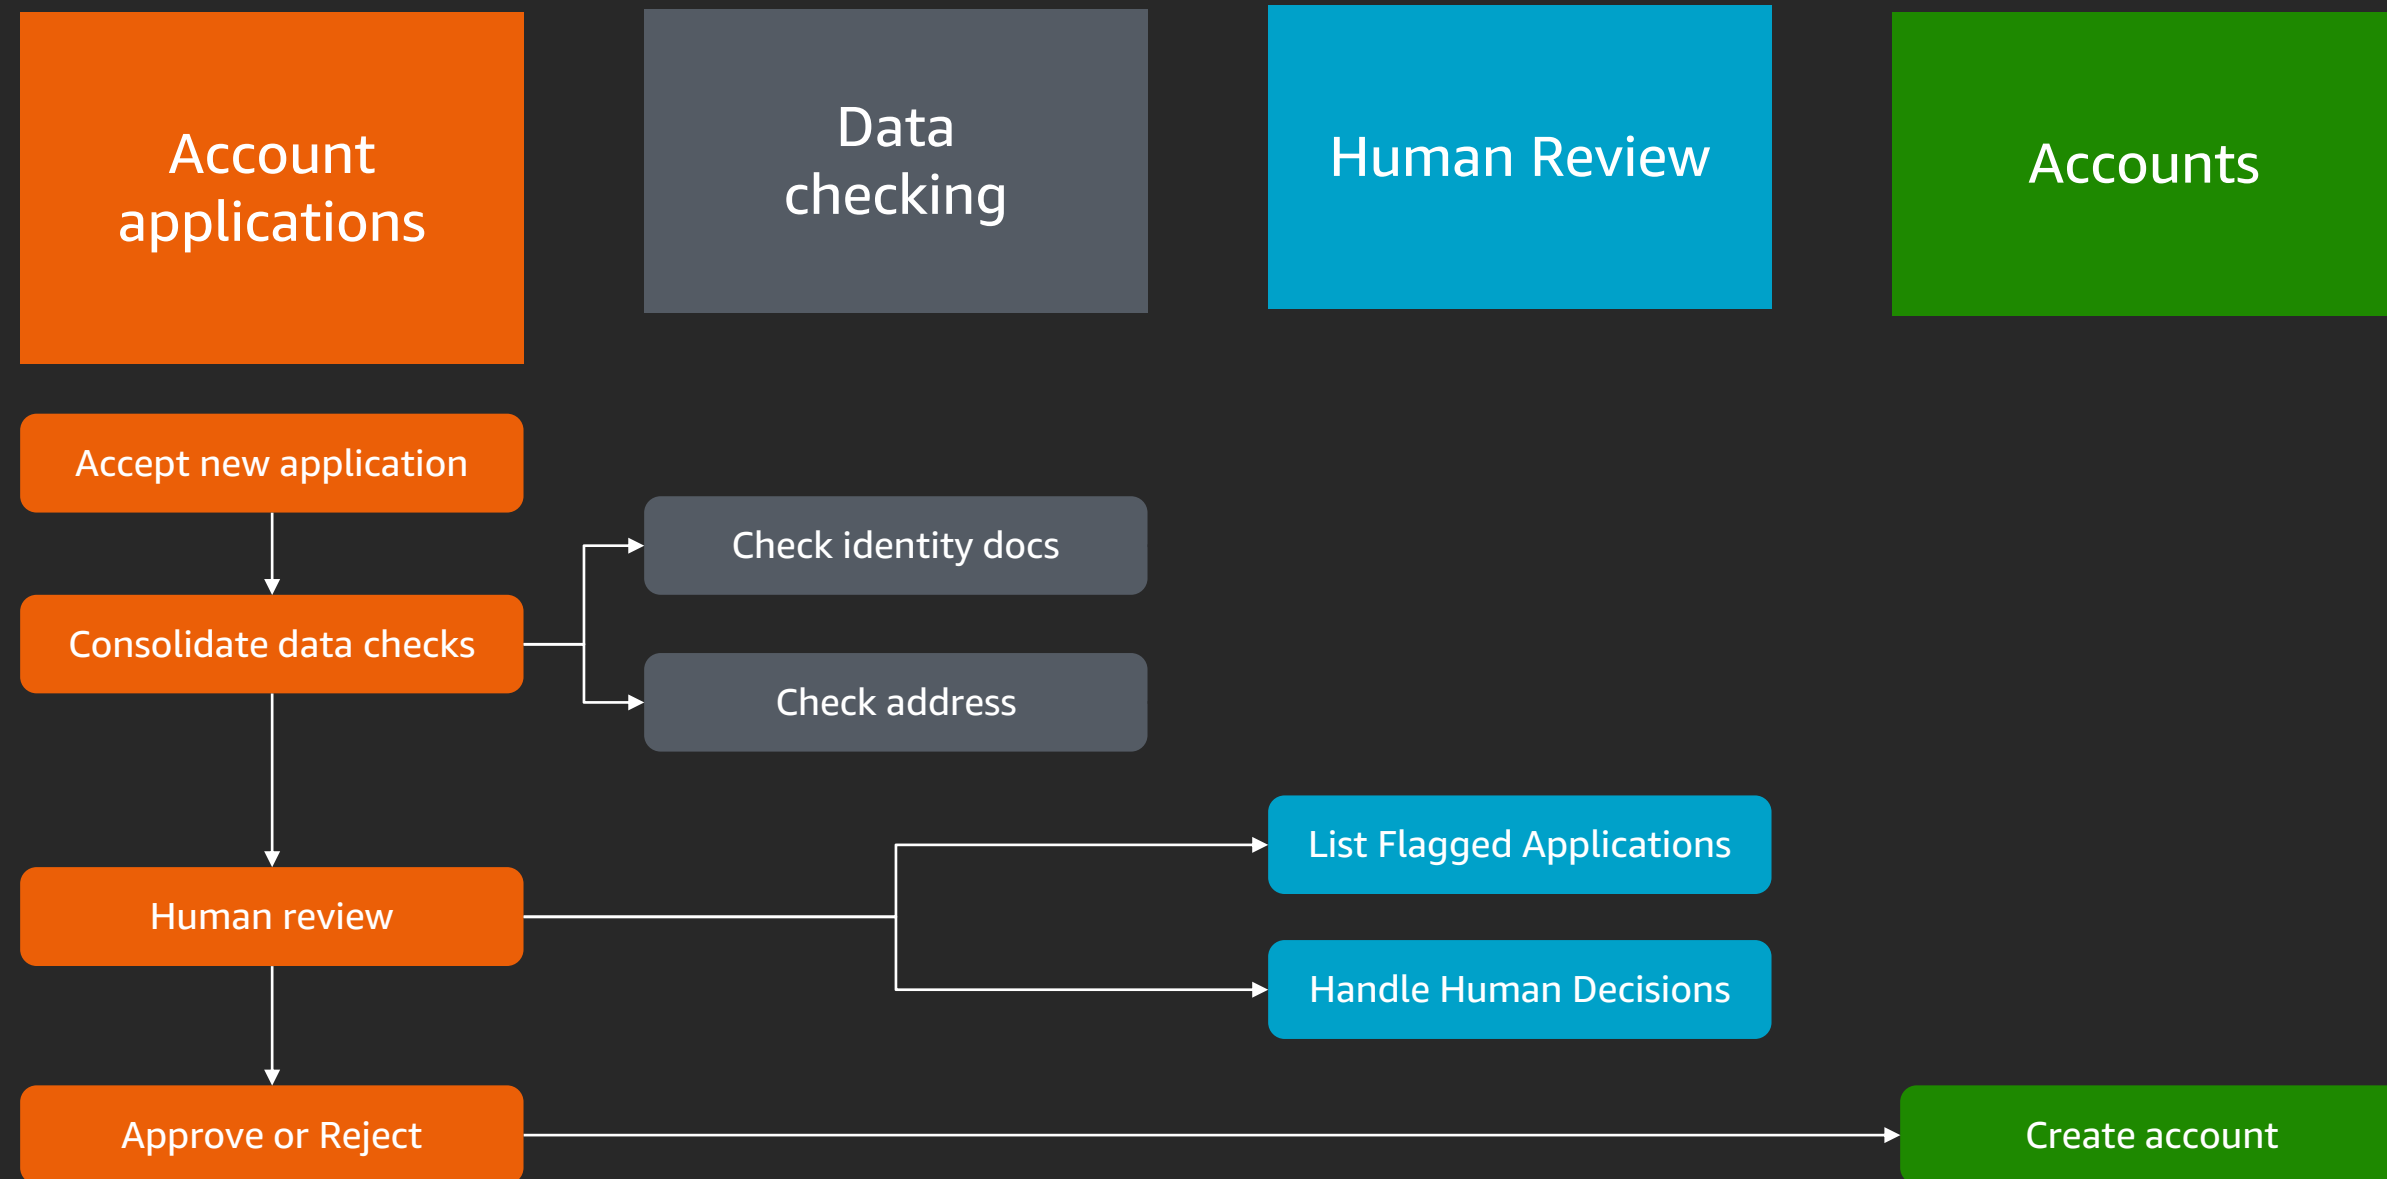 Account
applications
Data
checking
Human Review
Accounts
Accept new application
Check identity docs
Consolidate data checks
Check address
List Flagged Applications
Human review
Handle Human Decisions
Approve or Reject
Create account